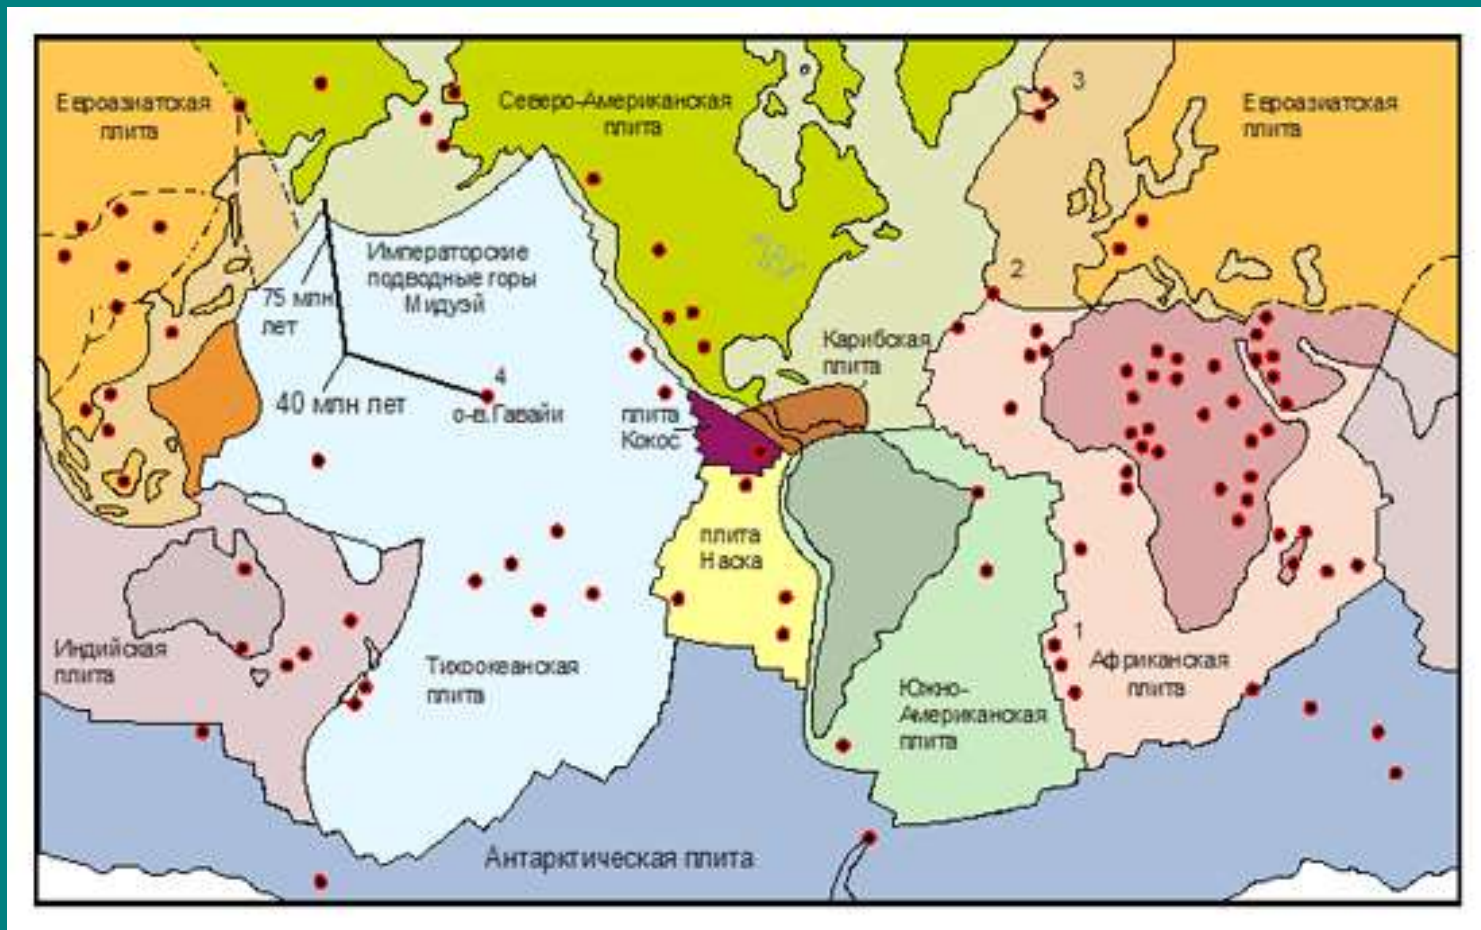 Евроазиатская
плита
Северо-Американская
плита
3
Евроазиатская
плита
2
Императорские
подводные горы
Мидуэй
75 млн
лет
Карибская
плита
4
40 млн лет
о-в.Гавайи
плита
Кокос
плита
Наска
1
Индийская
плита
Тихоокеанская
плита
Африканская
плита
Южно-
Американская
плита
Антарктическая плита